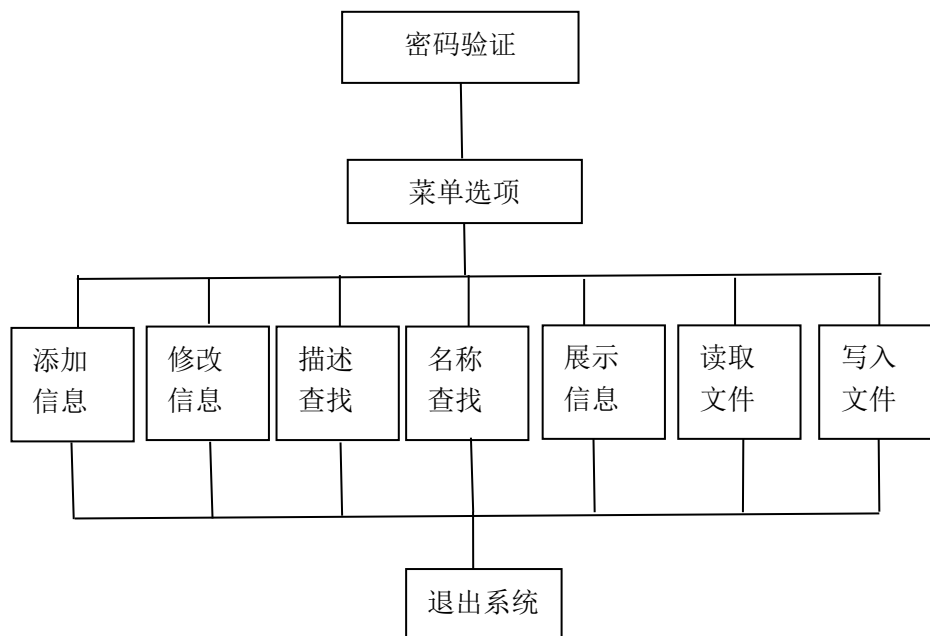 密码验证
菜单选项
添加
信息
修改
信息
描述
查找
名称
查找
展示
信息
读取
文件
写入
文件
退出系统